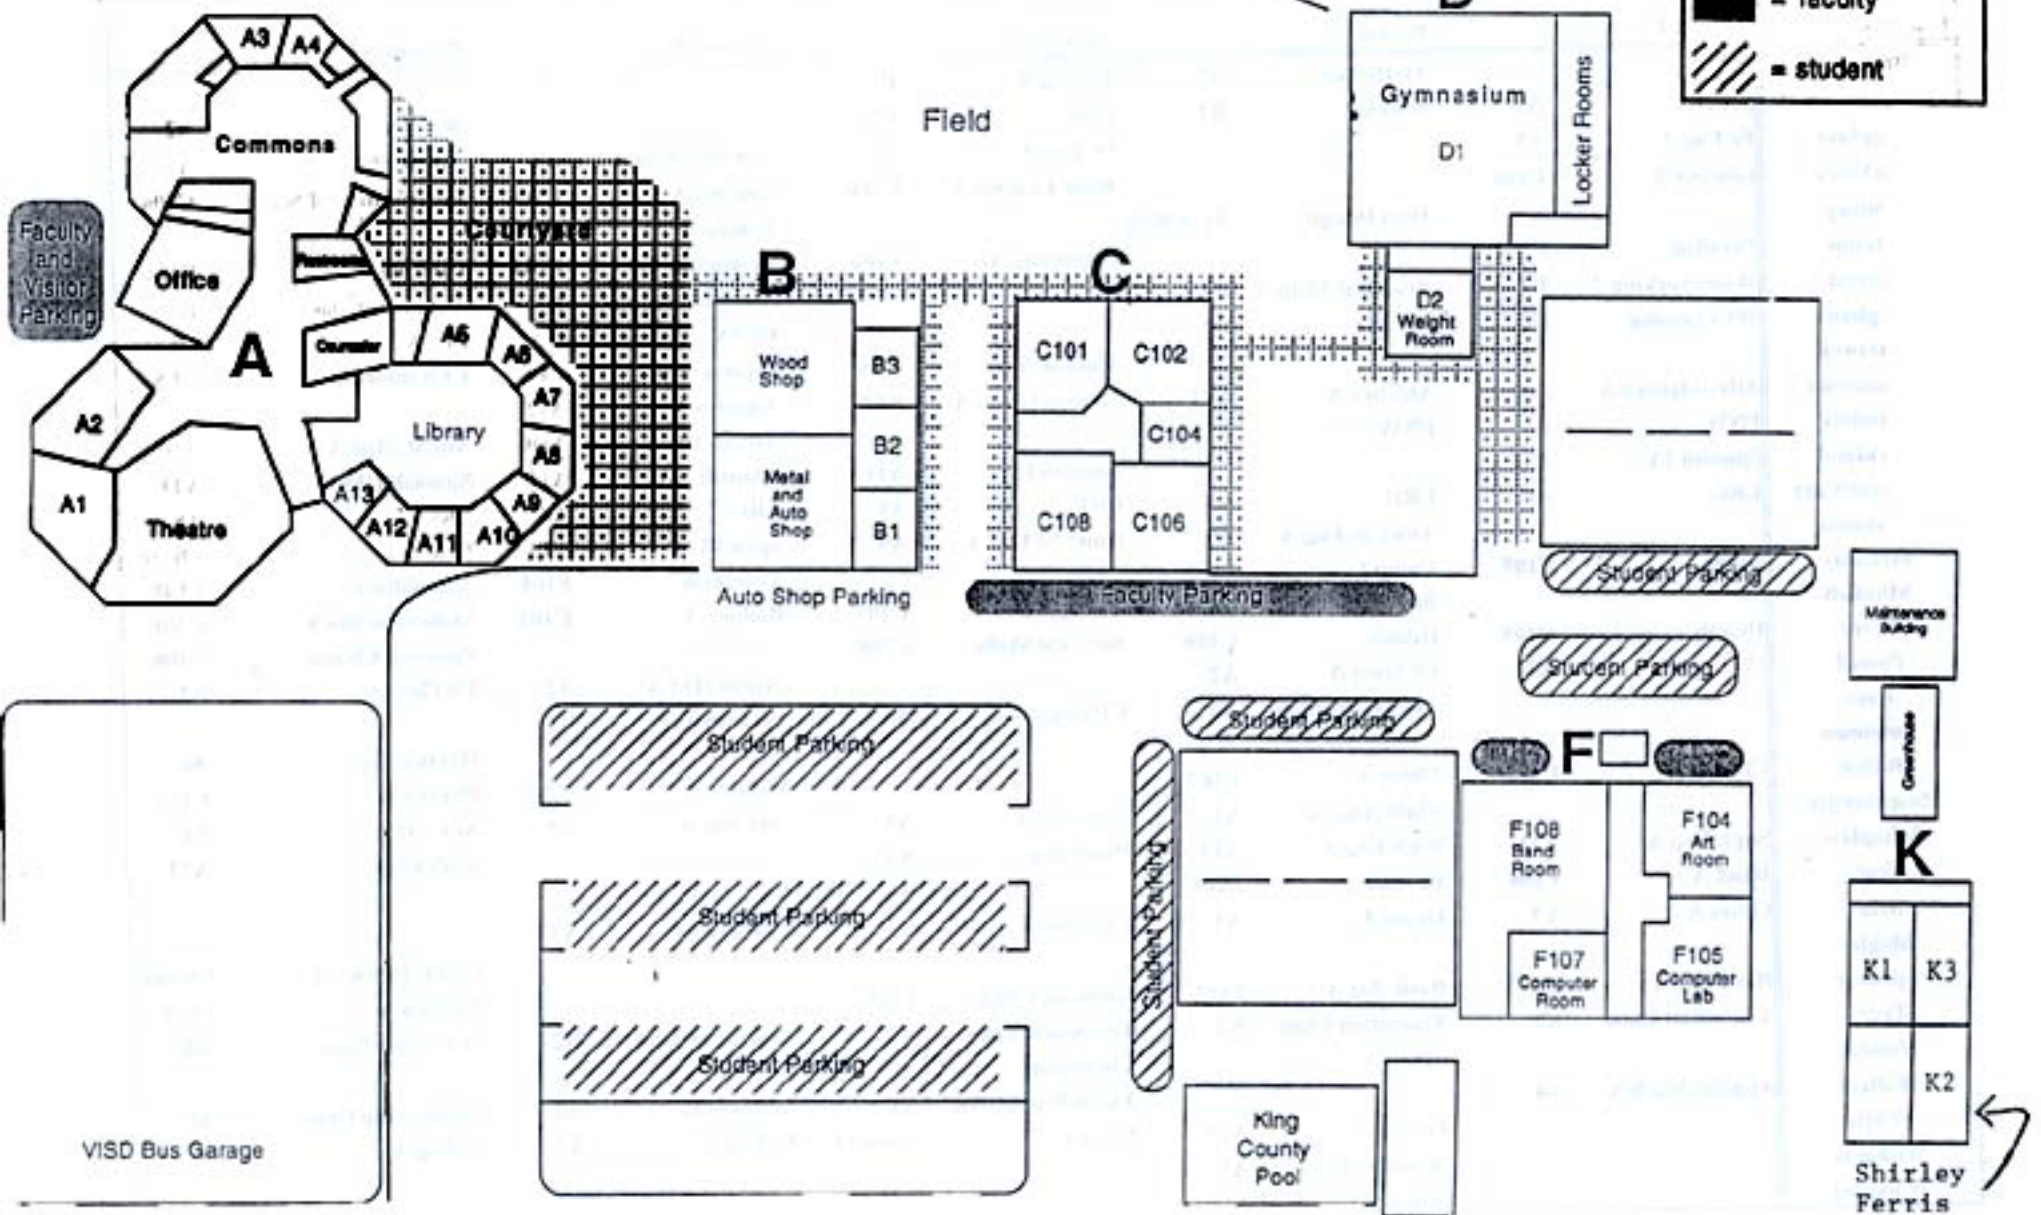 D
= faculty
= student
A3
A4
Commons
Field
Gymnasium
D1
Locker Rooms
Faculty
and
Visitor
Parking
Office
Courtyard
Restrooms
B
C
D2
Weight
Room
A
Counselor
A6
A7
Library
A8
A9
A10
A11
A12
A13
A2
A1
Theatre
Wood
Shop
B3
B2
B1
Metal
and
Auto
Shop
C101
C102
C104
C108
C106
Auto Shop Parking
Faculty Parking
Student Parking
Maintenance
Building
Student Parking
Student Parking
Student Parking
F
Greenhouse
K
F108
Band
Room
F104
Art
Room
Student Parking
Student Parking
F107
Computer
Room
F105
Computer
Lab
K1
K3
K2
Student Parking
VISD Bus Garage
King
County
Pool
Shirley
Ferris